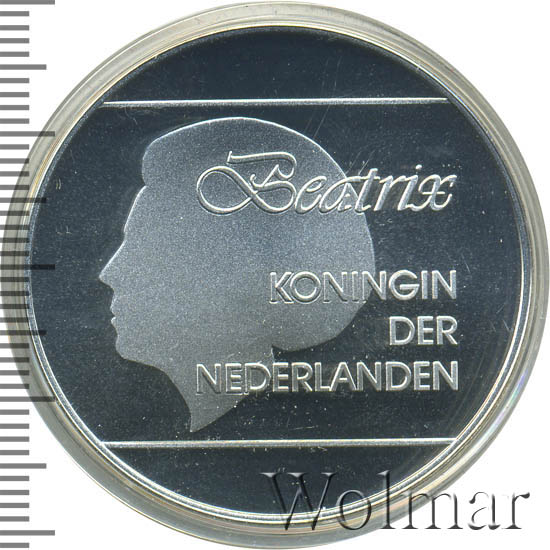 Beatrix
KONINGIN
DER
NEDERLANDEN
Wolmar